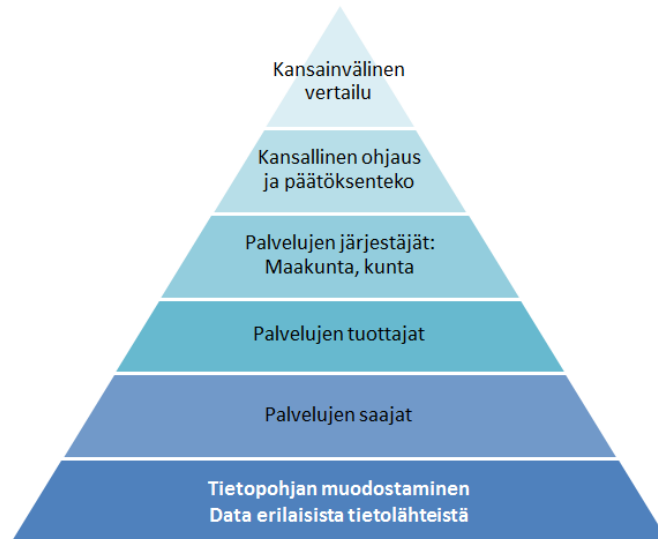 Kansainvälinen
vertailu
Kansallinen ohjaus
ja päätöksenteko
Palvelujen järjestäjät:
Maakunta, kunta
Palvelujen tuottajat
Palvelujen saajat
Tietopohjan muodostaminen
Data erilaisista tietolähteistä